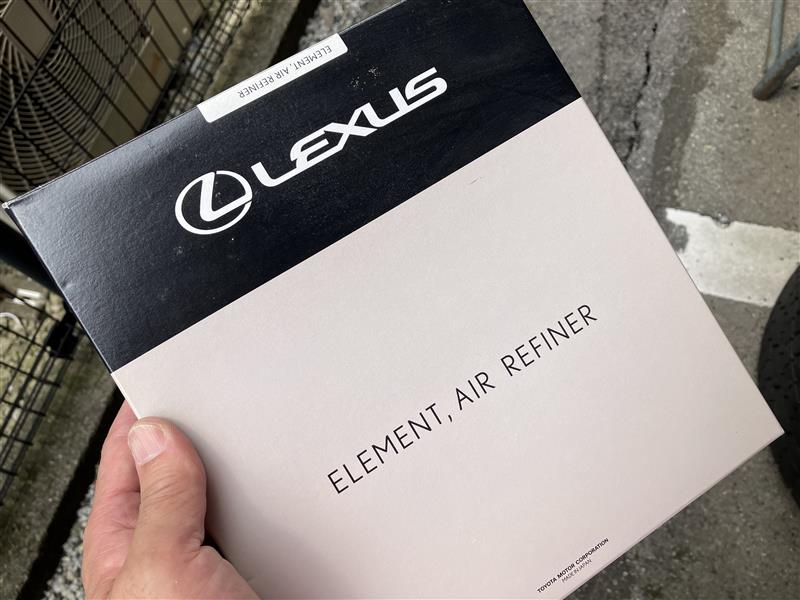 ELEMENT, AIR REFINER
LEXUS
ELEMENT, AIR REFINER
TOYOTA MOTOR CORPORATION
MADE IN JAPAN